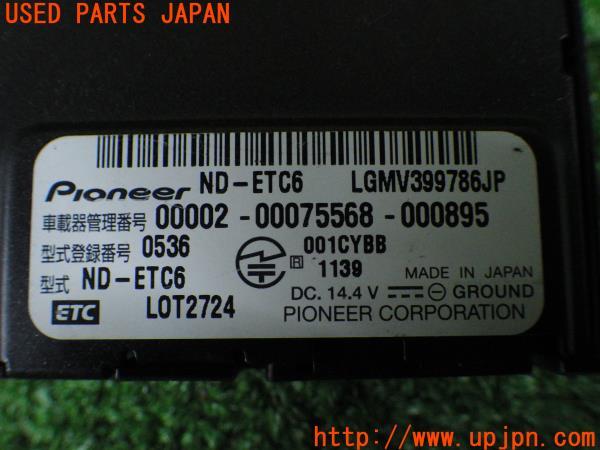 USED PARTS JAPAN
Pioneer ND-ETC6 LGMV399786JP
車載器管理番号 00002-00075568-000895
型式登録番号 0536
R 001CYBB
1139
型式 ND-ETC6
MADE IN JAPAN
DC. 14.4 V GROUND
ETC LOT2724
PIONEER CORPORATION
http://www.upjpn.com/